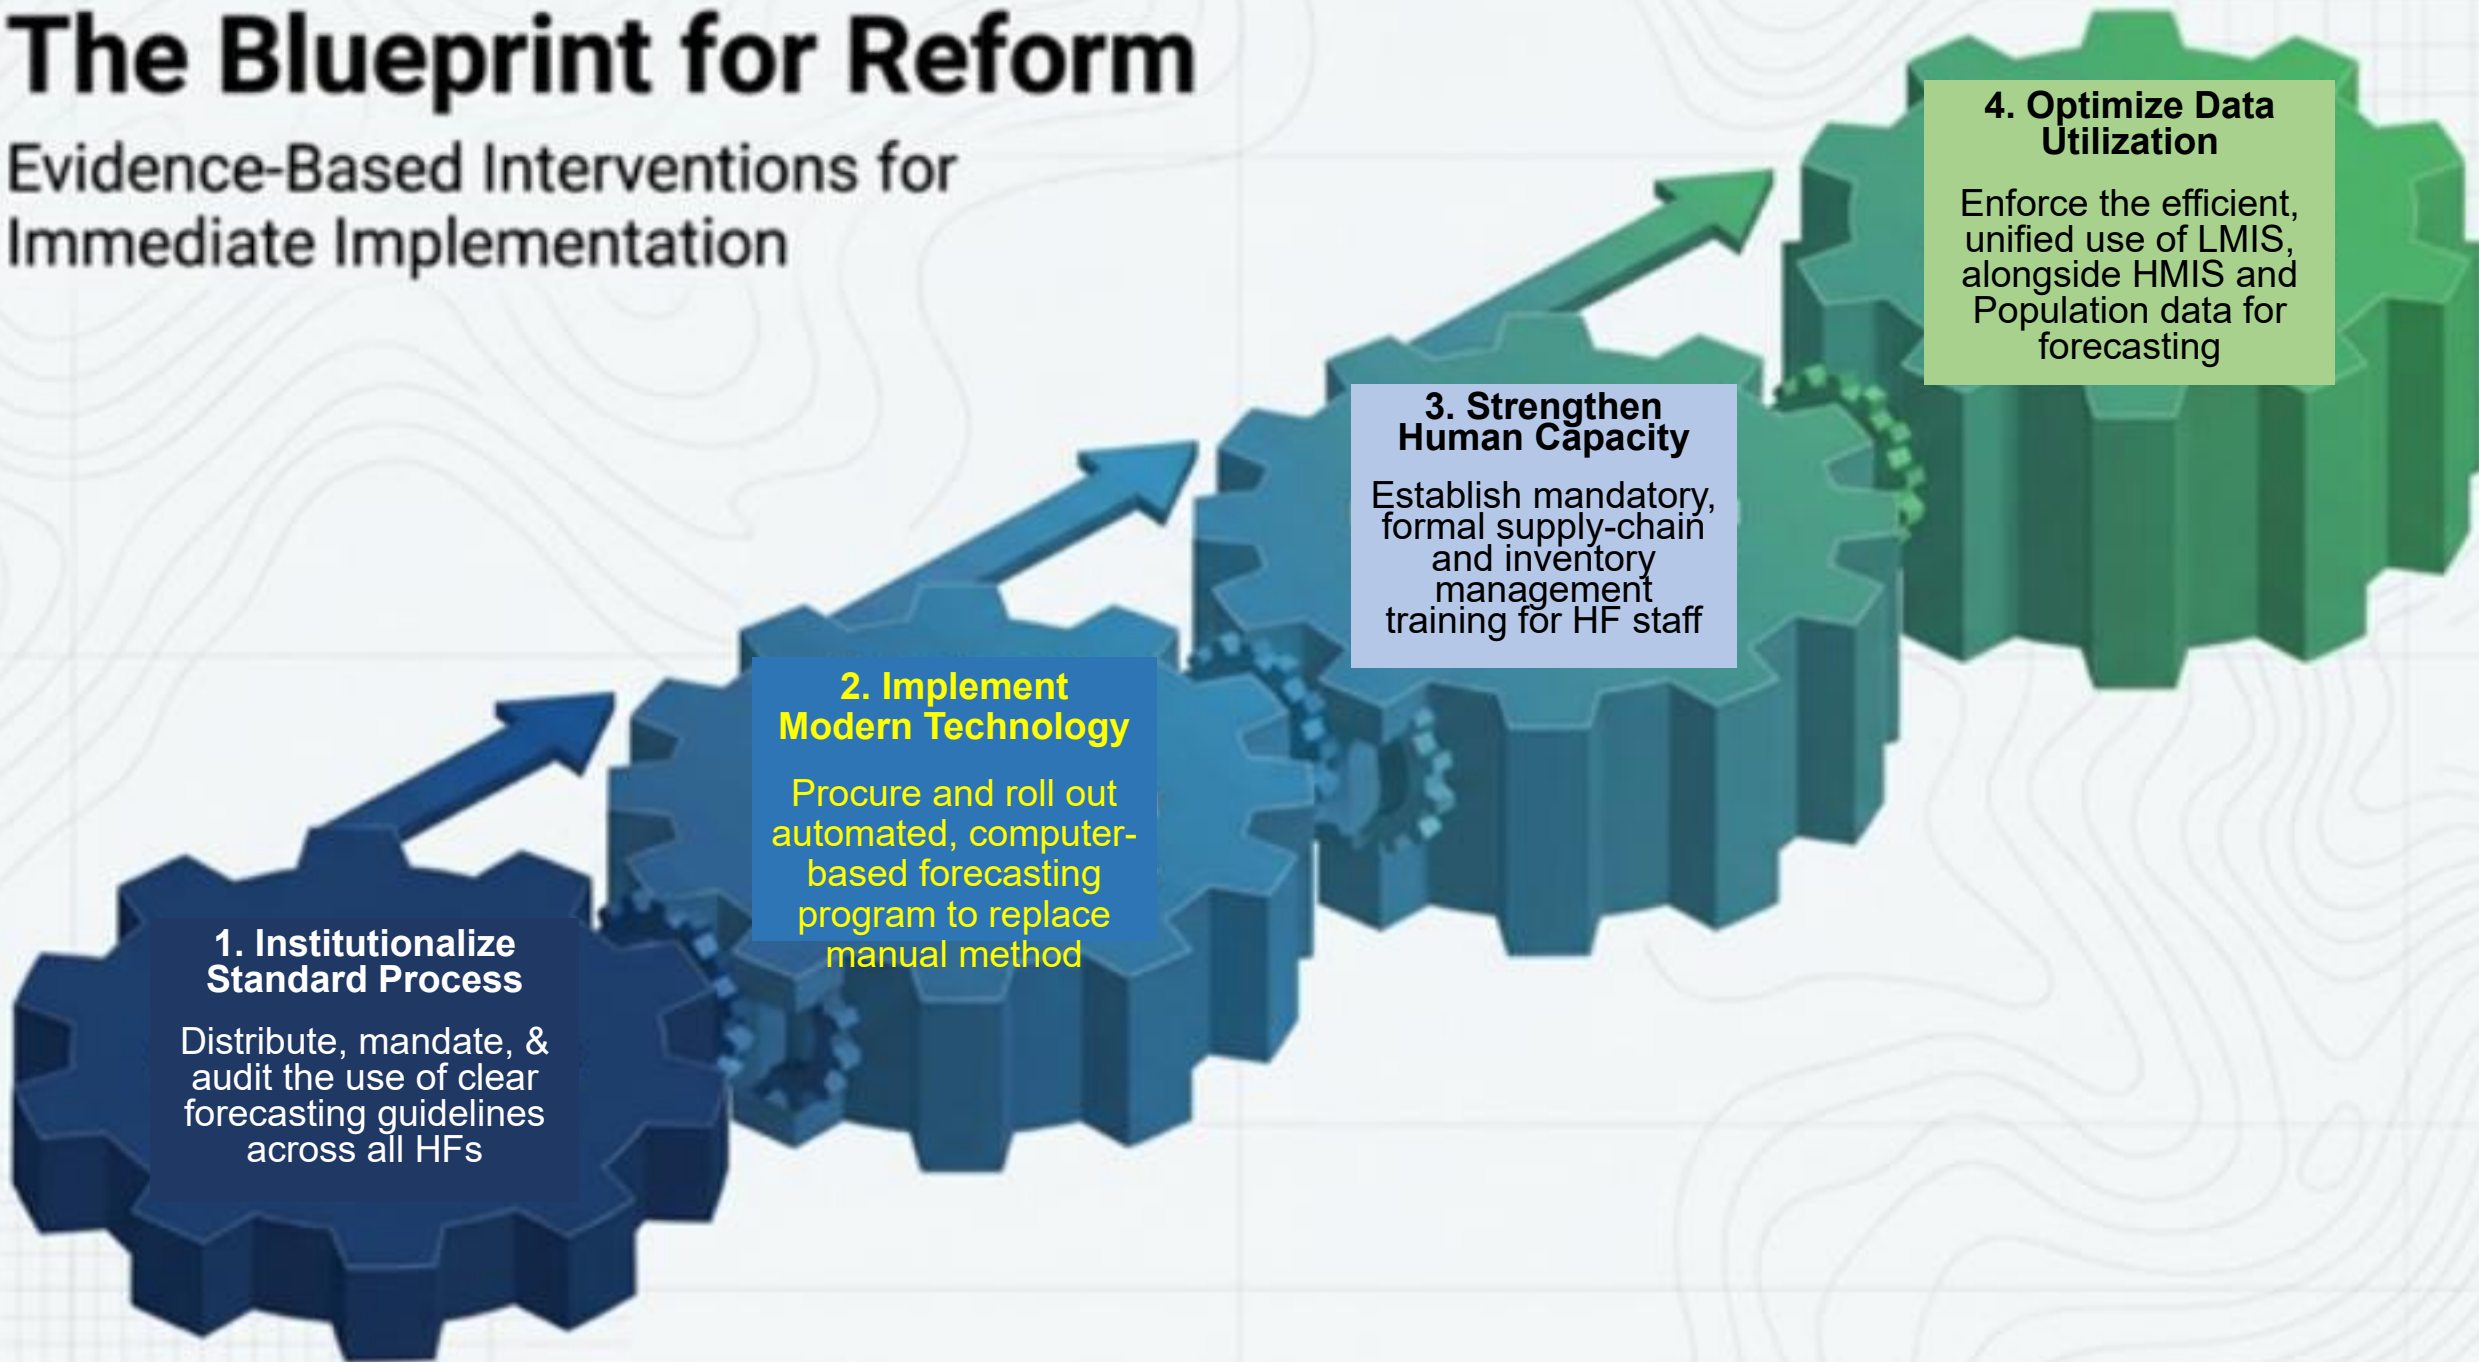 The Blueprint for Reform
Evidence-Based Interventions for
Immediate Implementation
1. Institutionalize
Standard Process
Distribute, mandate, &
audit the use of clear
forecasting guidelines
across all HFs
2. Implement
Modern Technology
Procure and roll out
automated, computer-
based forecasting
program to replace
manual method
3. Strengthen
Human Capacity
Establish mandatory,
formal supply-chain
and inventory
management
training for HF staff
4. Optimize Data
Utilization
Enforce the efficient,
unified use of LMIS,
alongside HMIS and
Population data for
forecasting